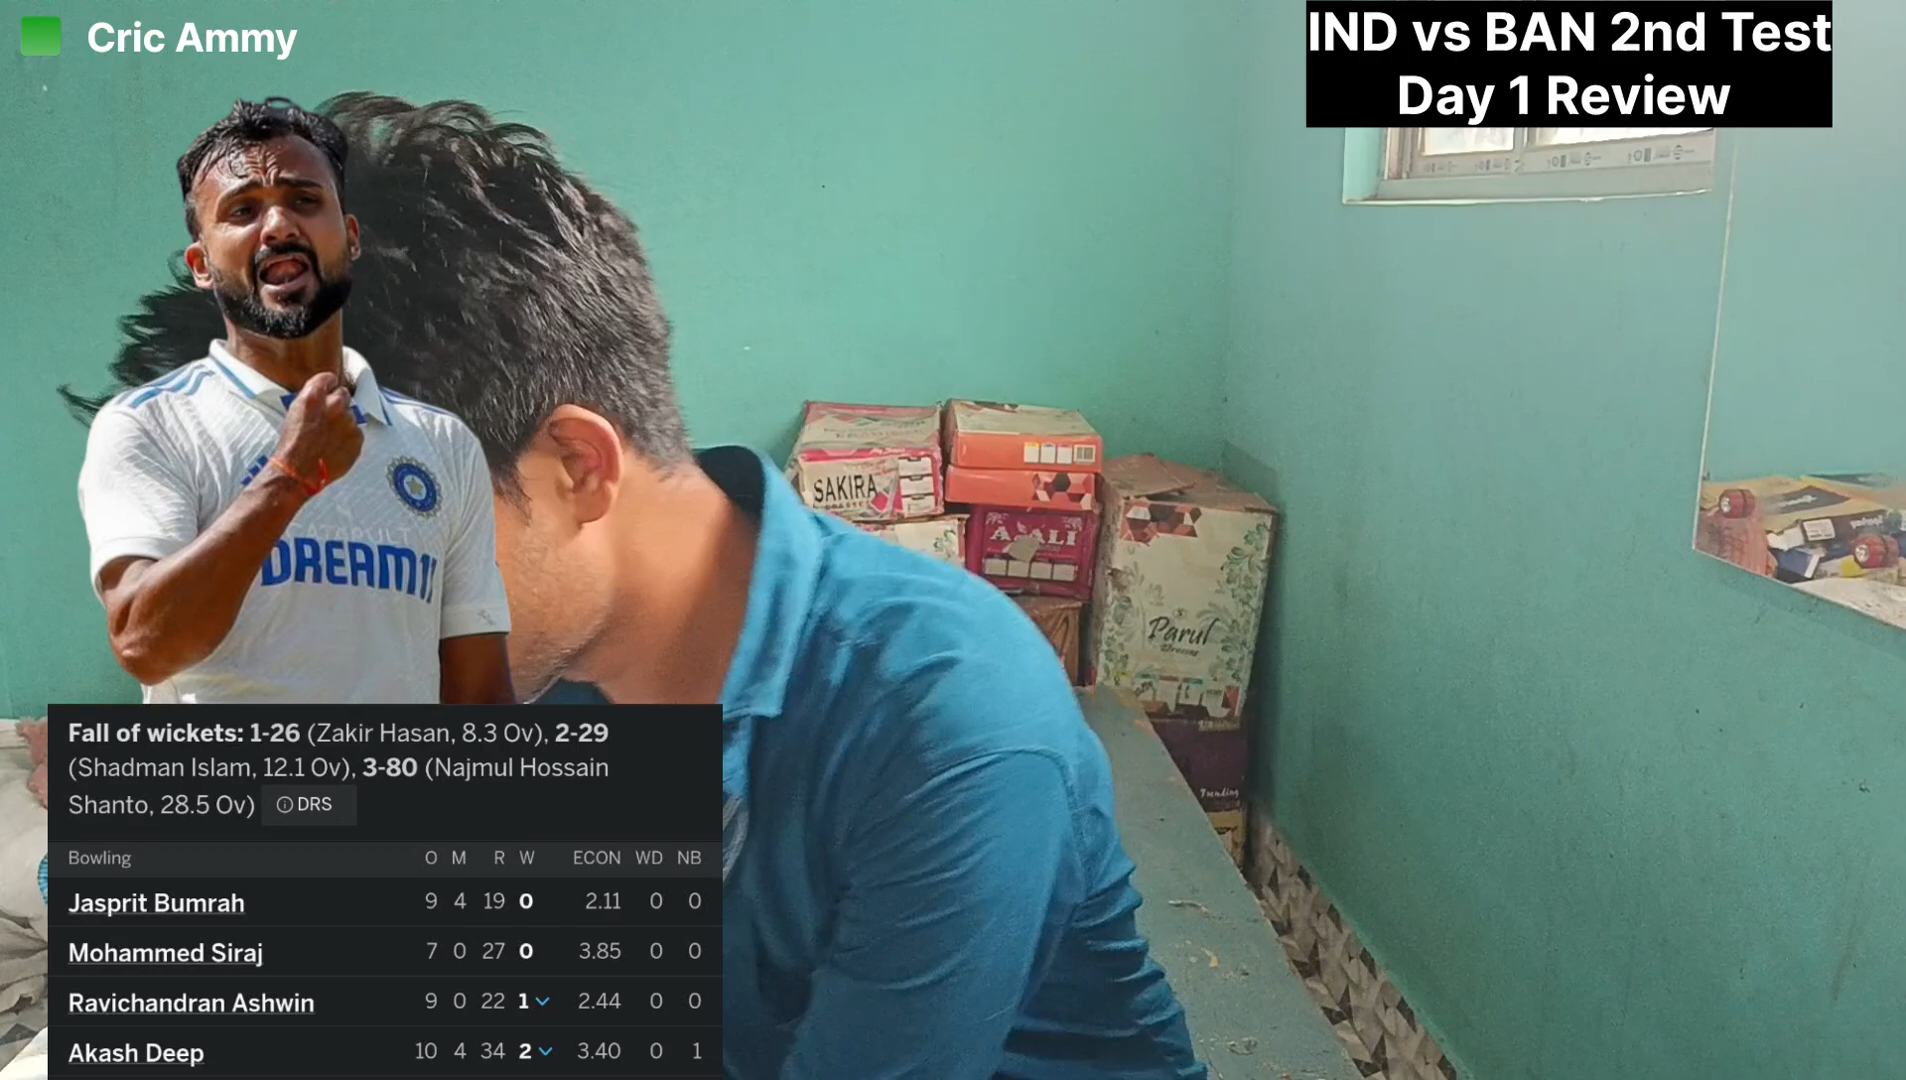 Cric Ammy
IND vs BAN 2nd Test
Day 1 Review
SAKIRA
Parul
Trending
CATAPULT
DREAM11
Fall of wickets: 1-26 (Zakir Hasan, 8.3 Ov), 2-29
(Shadman Islam, 12.1 Ov), 3-80 (Najmul Hossain
Shanto, 28.5 Ov) DRS
Bowling O M R W ECON WD NB
Jasprit Bumrah 9 4 19 0 2.11 0 0
Mohammed Siraj 7 0 27 0 3.85 0 0
Ravichandran Ashwin 9 0 22 1 2.44 0 0
Akash Deep 10 4 34 2 3.40 0 1